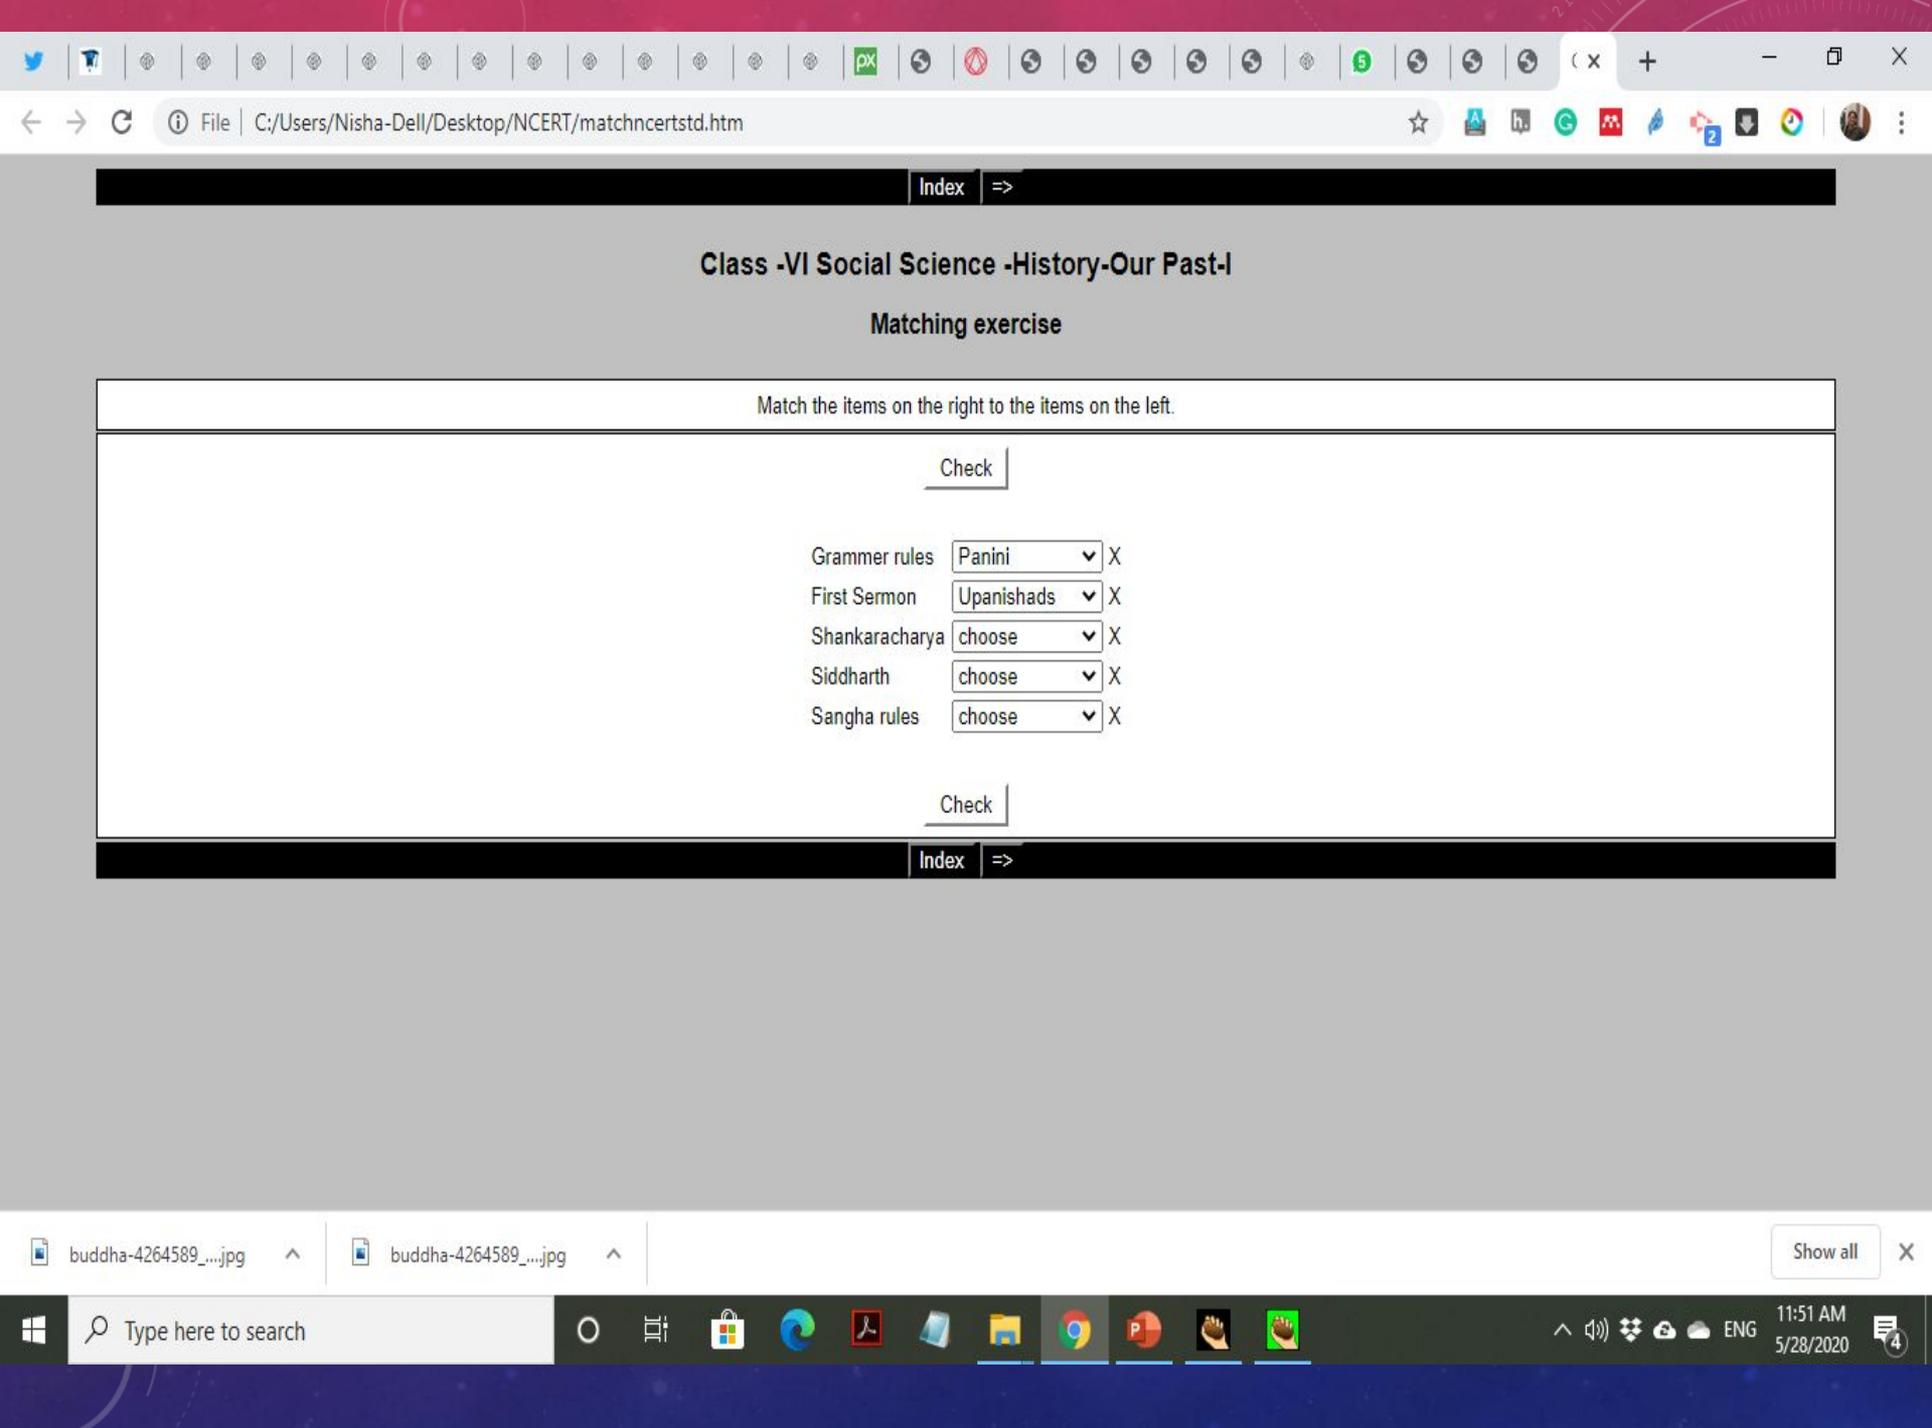 File C:/Users/Nisha-Dell/Desktop/NCERT/matchncertstd.htm
Index =>
Class -VI Social Science -History-Our Past-I
Matching exercise
Match the items on the right to the items on the left.
Check
Grammer rules Panini X
First Sermon Upanishads X
Shankaracharya choose X
Siddharth choose X
Sangha rules choose X
Check
Index =>
buddha-4264589_....jpg buddha-4264589_....jpg Show all
Type here to search ENG 11:51 AM
5/28/2020